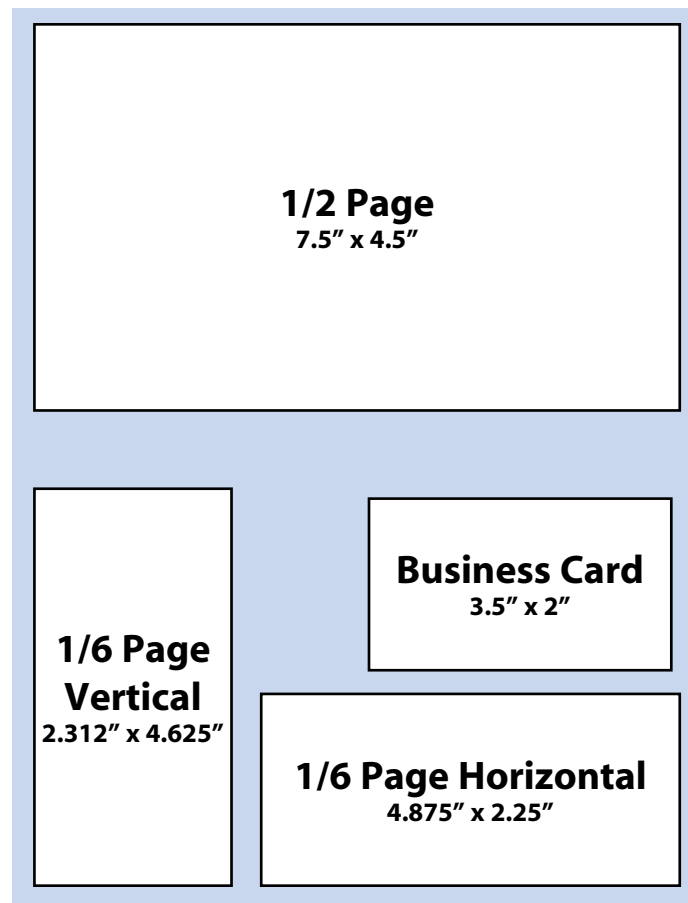 1/2 Page
7.5” x 4.5”
Business Card
3.5” x 2”
1/6 Page
Vertical
2.312” x 4.625”
1/6 Page Horizontal
4.875” x 2.25”